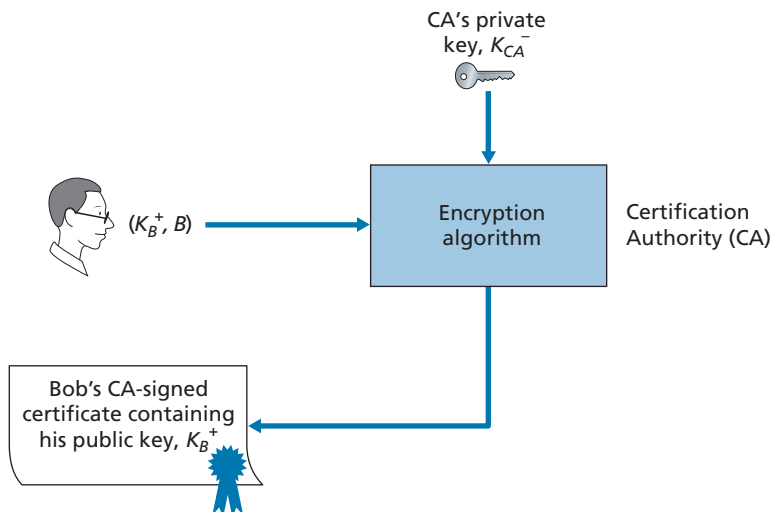 CA's private
key, K_CA^–
(K_B^+, B)
Encryption
algorithm
Certification
Authority (CA)
Bob's CA-signed
certificate containing
his public key, K_B^+